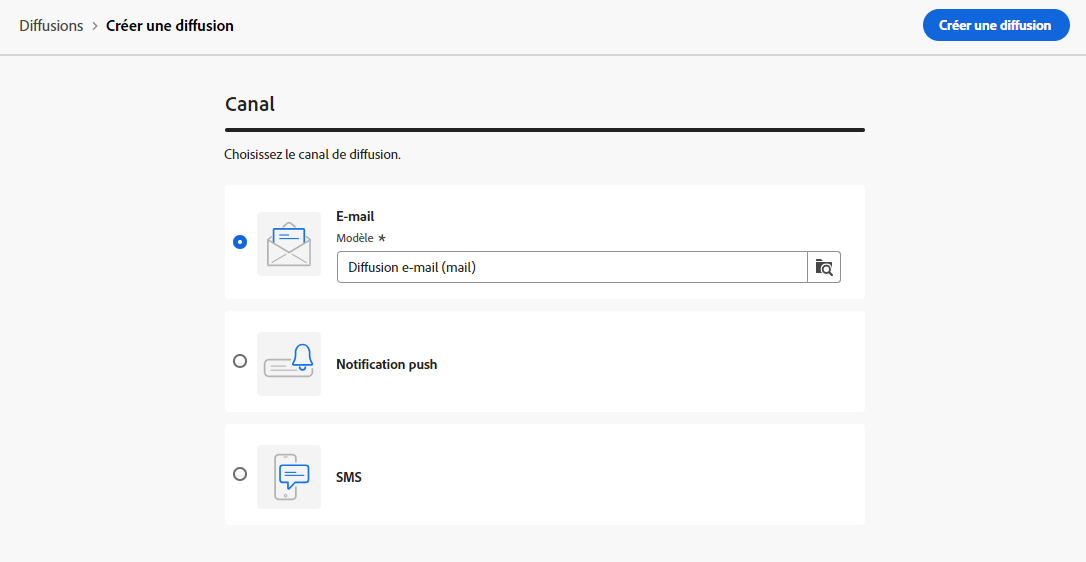 Diffusions > Créer une diffusion
Créer une diffusion
Canal
Choisissez le canal de diffusion.
E-mail
Modèle *
Diffusion e-mail (mail)
Notification push
SMS